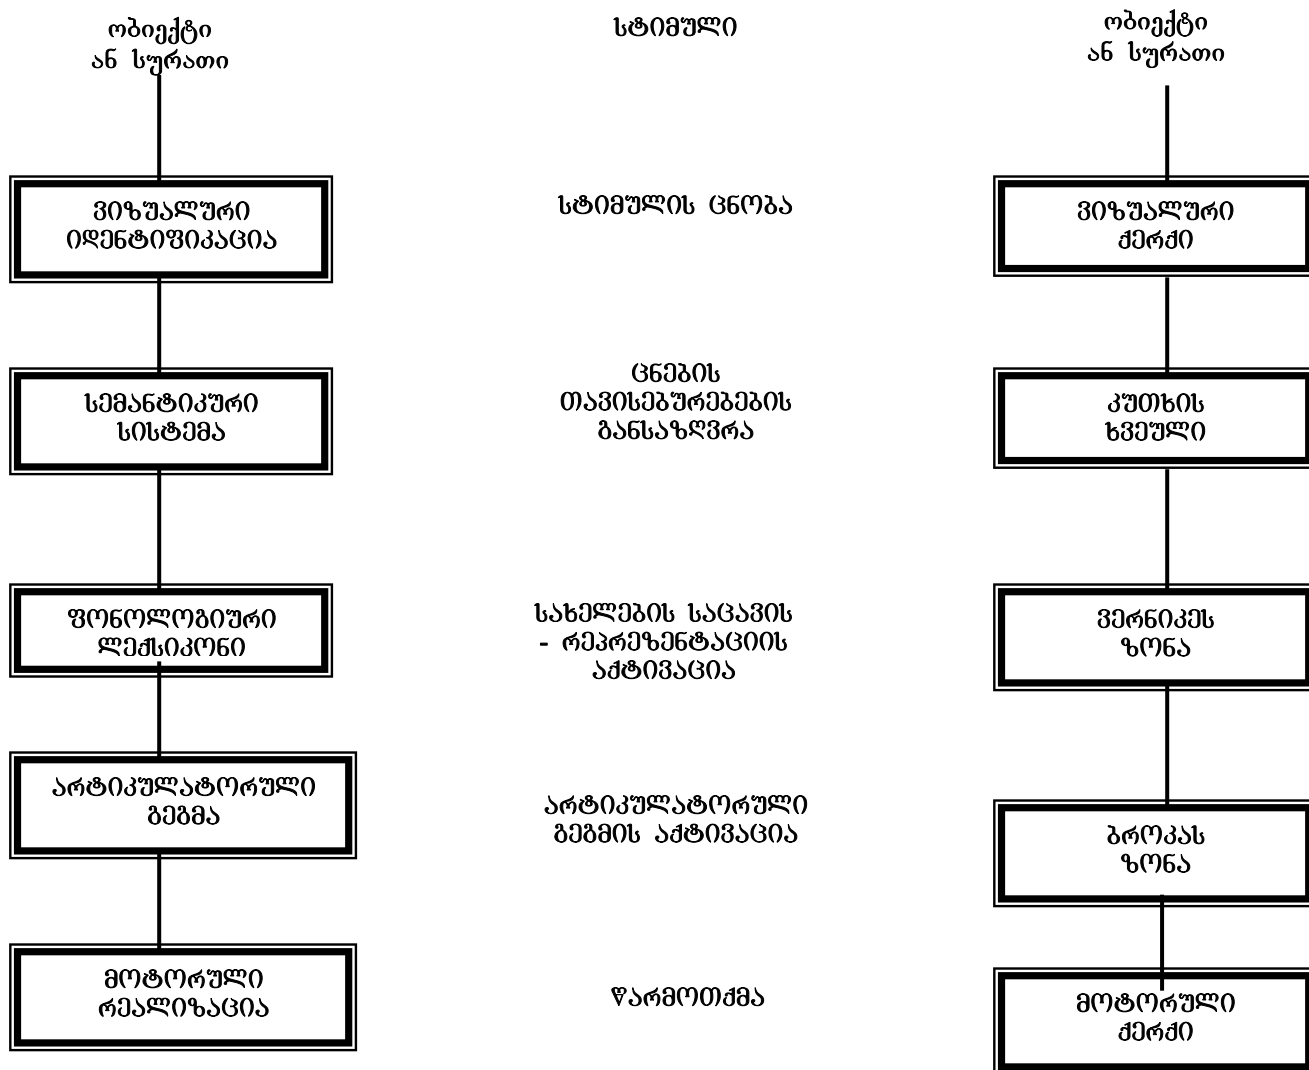 ობიექტი
ან სურათი
ვიზუალური
იდენტიფიკაცია
სემანტიკური
სისტემა
ფონოლოგიური
ლექსიკონი
არტიკულატორული
გეგმა
მოტორული
რეალიზაცია
სტიმული
სტიმულის ცნობა
ცნების
თავისებურებების
განსაზღვრა
სახელების საცავის
- რეპრეზენტაციის
აქტივაცია
არტიკულატორული
გეგმის აქტივაცია
წარმოთქმა
ობიექტი
ან სურათი
ვიზუალური
ქერქი
კუთხის
ხვეული
ვერნიკეს
ზონა
ბროკას
ზონა
მოტორული
ქერქი